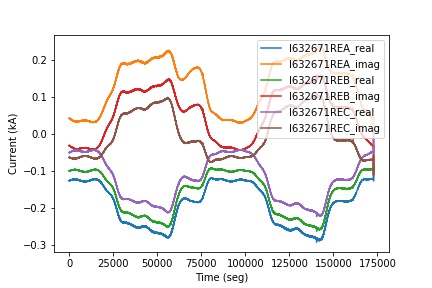 I632671REA_real
I632671REA_imag
I632671REB_real
I632671REB_imag
I632671REC_real
I632671REC_imag
Current (kA)
0.2
0.1
0.0
−0.1
−0.2
−0.3
0 25000 50000 75000 100000 125000 150000 175000
Time (seg)